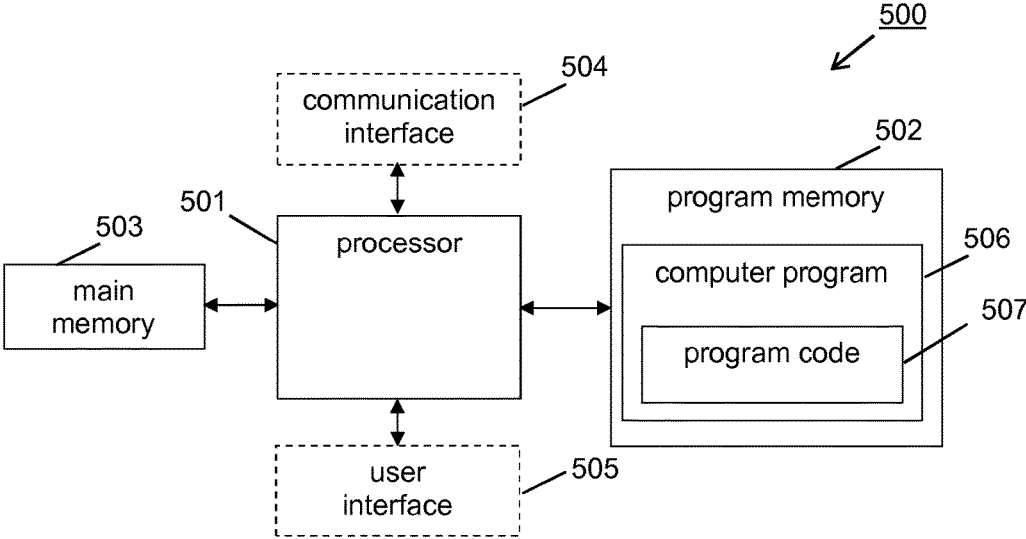 500
504
communication
interface
502
program memory
501
processor
503
main
memory
506
computer program
507
program code
user
interface
505